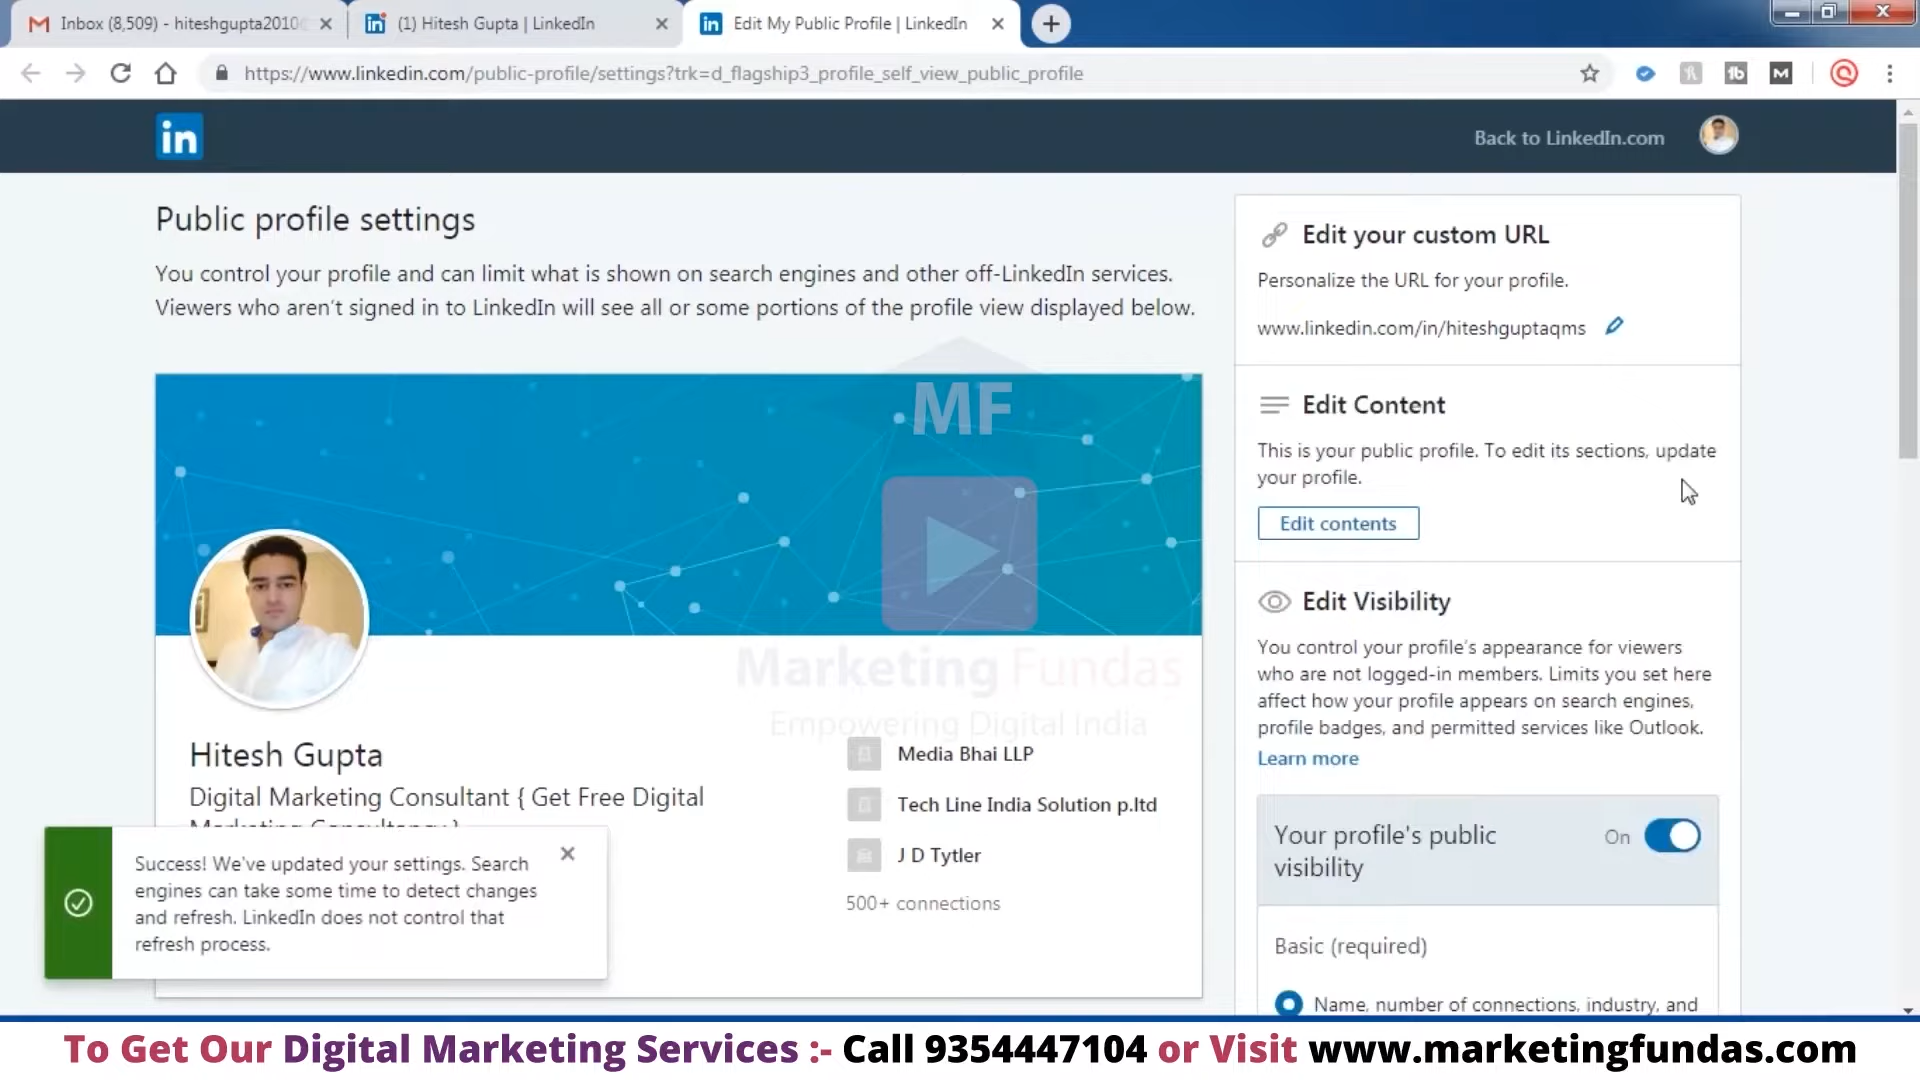 Inbox (8,509) - hiteshgupta2010
(1) Hitesh Gupta | LinkedIn
Edit My Public Profile | LinkedIn
https://www.linkedin.com/public-profile/settings?trk=d_flagship3_profile_self_view_public_profile
in
Back to LinkedIn.com
Public profile settings
You control your profile and can limit what is shown on search engines and other off-LinkedIn services.
Viewers who aren't signed in to LinkedIn will see all or some portions of the profile view displayed below.
MF
Marketing Fundas
Empowering Digital India
Hitesh Gupta
Digital Marketing Consultant { Get Free Digital
Marketing Consultancy }
Media Bhai LLP
Tech Line India Solution p.ltd
J D Tytler
500+ connections
Success! We've updated your settings. Search
engines can take some time to detect changes
and refresh. LinkedIn does not control that
refresh process.
Edit your custom URL
Personalize the URL for your profile.
www.linkedin.com/in/hiteshguptaqms
Edit Content
This is your public profile. To edit its sections, update
your profile.
Edit contents
Edit Visibility
You control your profile's appearance for viewers
who are not logged-in members. Limits you set here
affect how your profile appears on search engines,
profile badges, and permitted services like Outlook.
Learn more
Your profile's public
visibility
On
Basic (required)
Name, number of connections, industry, and
To Get Our Digital Marketing Services :- Call 9354447104 or Visit www.marketingfundas.com